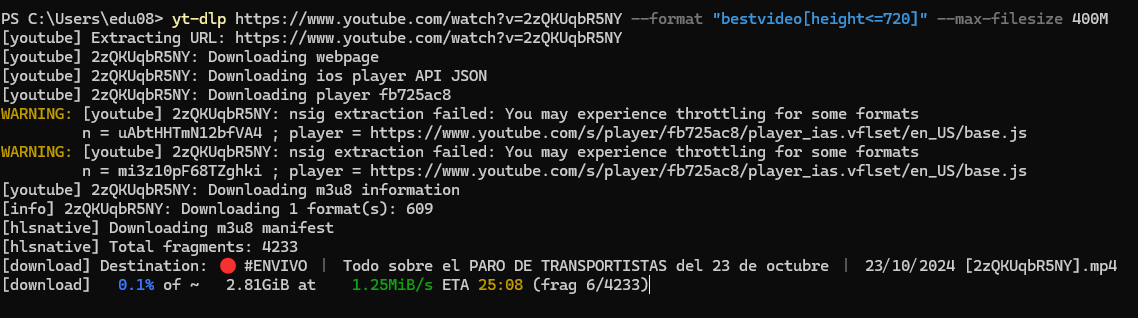 PS C:\Users\edu08> yt-dlp https://www.youtube.com/watch?v=2zQKUqbR5NY --format "bestvideo[height<=720]" --max-filesize 400M
[youtube] Extracting URL: https://www.youtube.com/watch?v=2zQKUqbR5NY
[youtube] 2zQKUqbR5NY: Downloading webpage
[youtube] 2zQKUqbR5NY: Downloading ios player API JSON
[youtube] 2zQKUqbR5NY: Downloading player fb725ac8
WARNING: [youtube] 2zQKUqbR5NY: nsig extraction failed: You may experience throttling for some formats
         n = uAbtHHTmN12bfVA4 ; player = https://www.youtube.com/s/player/fb725ac8/player_ias.vflset/en_US/base.js
WARNING: [youtube] 2zQKUqbR5NY: nsig extraction failed: You may experience throttling for some formats
         n = mi3z10pF68TZghki ; player = https://www.youtube.com/s/player/fb725ac8/player_ias.vflset/en_US/base.js
[youtube] 2zQKUqbR5NY: Downloading m3u8 information
[info] 2zQKUqbR5NY: Downloading 1 format(s): 609
[hlsnative] Downloading m3u8 manifest
[hlsnative] Total fragments: 4233
[download] Destination: 🔴 #ENVIVO ｜ Todo sobre el PARO DE TRANSPORTISTAS del 23 de octubre ｜ 23/10/2024 [2zQKUqbR5NY].mp4
[download]   0.1% of ~   2.81GiB at    1.25MiB/s ETA 25:08 (frag 6/4233)